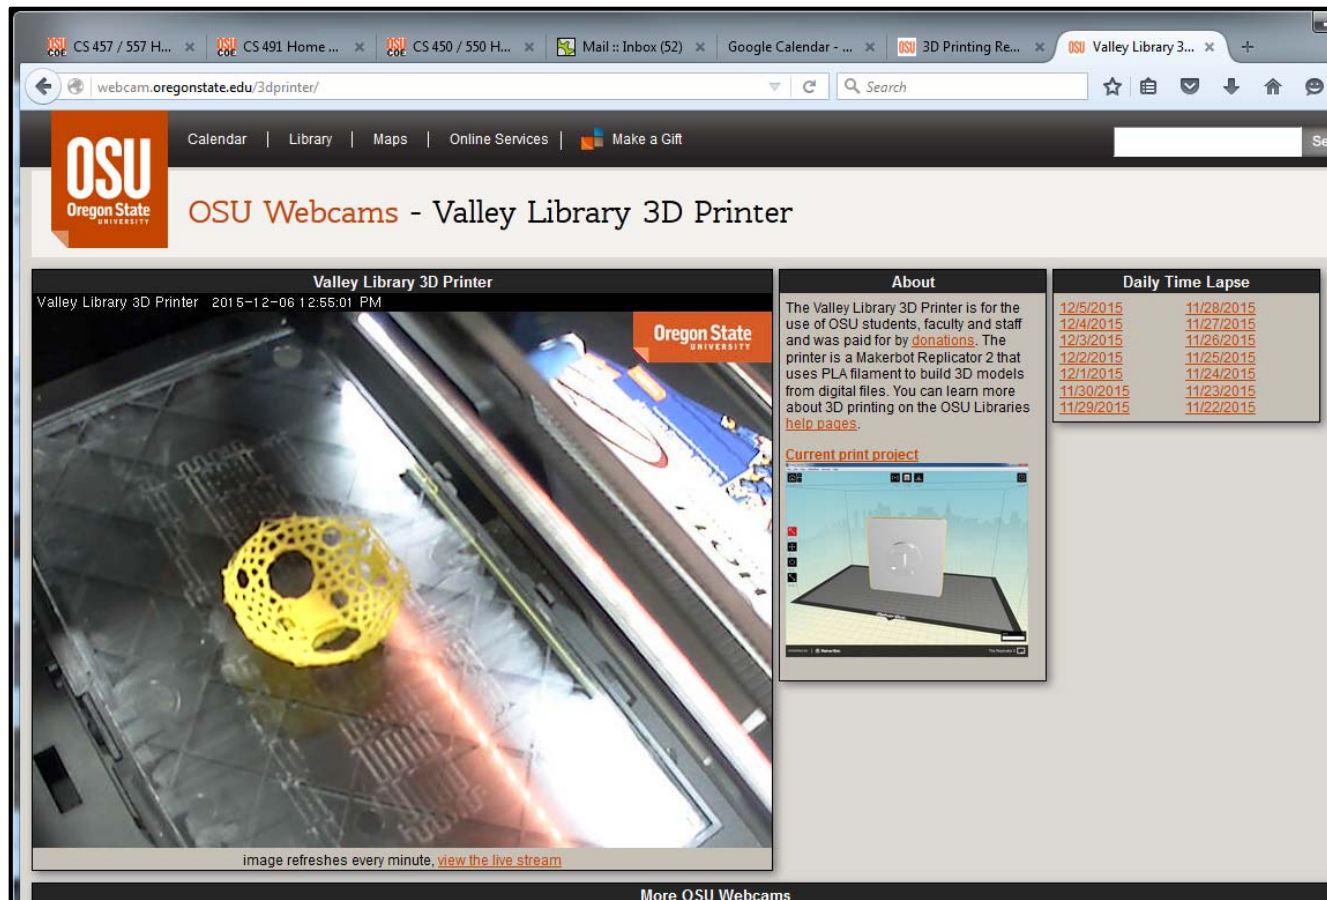 CS 457 / 557 H...
CS 491 Home ...
CS 450 / 550 H...
Mail :: Inbox (52)
Google Calendar - ...
3D Printing Re...
Valley Library 3...
webcam.oregonstate.edu/3dprinter/
Search
OSU
Oregon State
UNIVERSITY
Calendar | Library | Maps | Online Services | Make a Gift
Se
OSU Webcams - Valley Library 3D Printer
Valley Library 3D Printer
Valley Library 3D Printer 2015-12-06 12:55:01 PM
Oregon State
UNIVERSITY
image refreshes every minute, view the live stream
About
The Valley Library 3D Printer is for the
use of OSU students, faculty and staff
and was paid for by donations. The
printer is a Makerbot Replicator 2 that
uses PLA filament to build 3D models
from digital files. You can learn more
about 3D printing on the OSU Libraries
help pages.
Current print project
Daily Time Lapse
12/5/2015 11/28/2015
12/4/2015 11/27/2015
12/3/2015 11/26/2015
12/2/2015 11/25/2015
12/1/2015 11/24/2015
11/30/2015 11/23/2015
11/29/2015 11/22/2015
More OSU Webcams